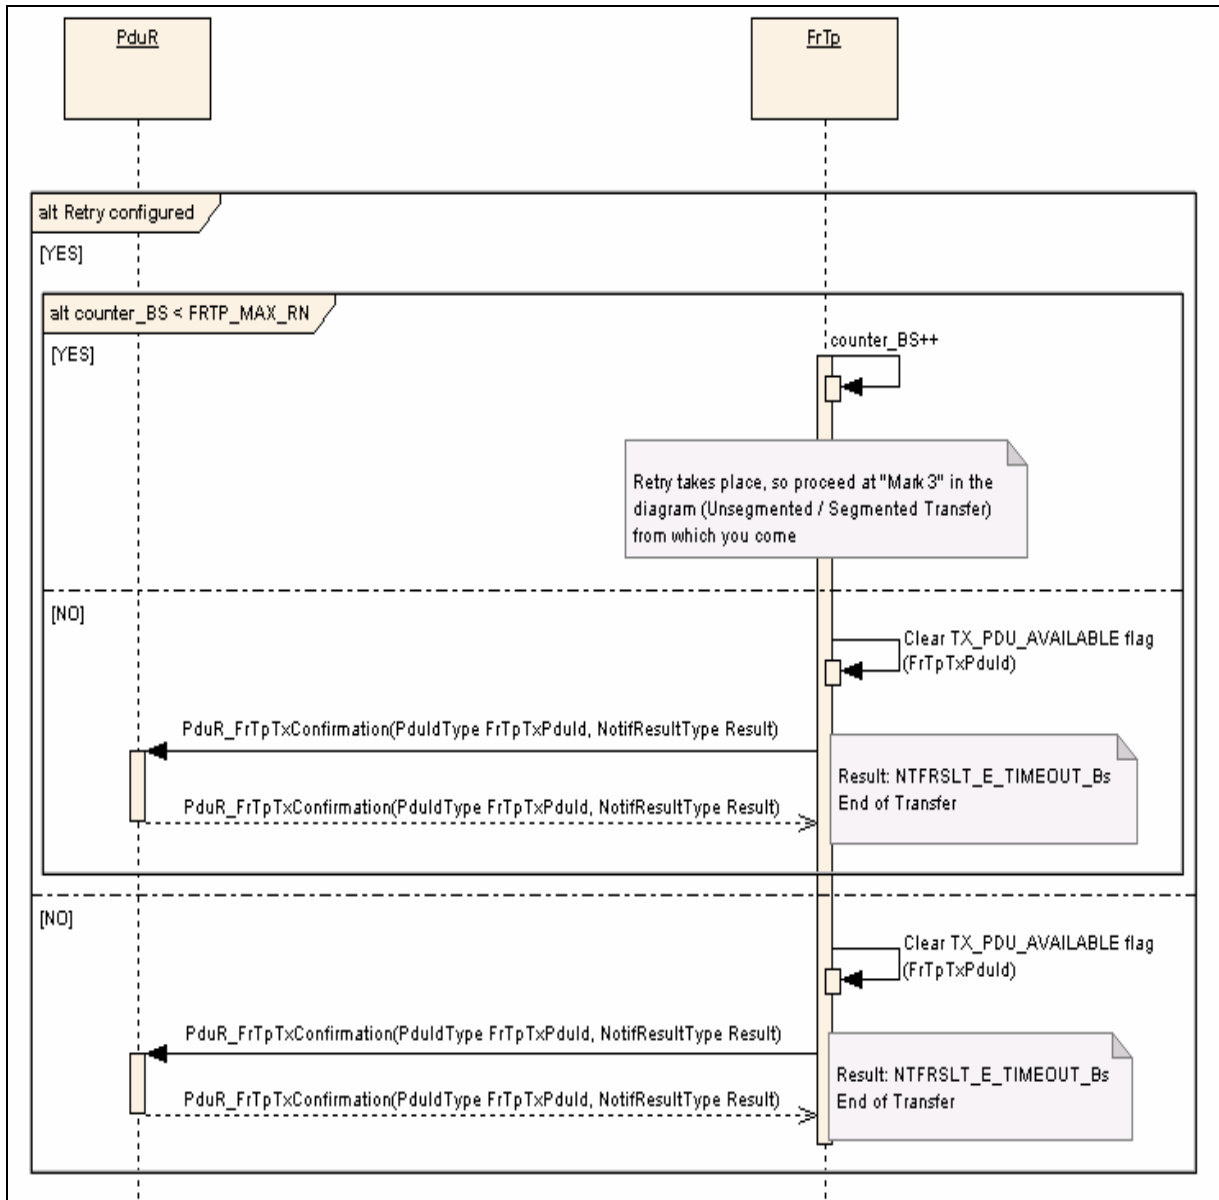 PduR
FrTp
alt Retry configured
[YES]
alt counter_BS < FRTP_MAX_RN
[YES]
counter_BS++
Retry takes place, so proceed at "Mark 3" in the
diagram (Unsegmented / Segmented Transfer)
from which you come
[NO]
Clear TX_PDU_AVAILABLE flag
(FrTpTxPduId)
PduR_FrTpTxConfirmation(PduIdType FrTpTxPduId, NotifResultType Result)
Result: NTFRSLT_E_TIMEOUT_Bs
End of Transfer
PduR_FrTpTxConfirmation(PduIdType FrTpTxPduId, NotifResultType Result)
[NO]
Clear TX_PDU_AVAILABLE flag
(FrTpTxPduId)
PduR_FrTpTxConfirmation(PduIdType FrTpTxPduId, NotifResultType Result)
Result: NTFRSLT_E_TIMEOUT_Bs
End of Transfer
PduR_FrTpTxConfirmation(PduIdType FrTpTxPduId, NotifResultType Result)